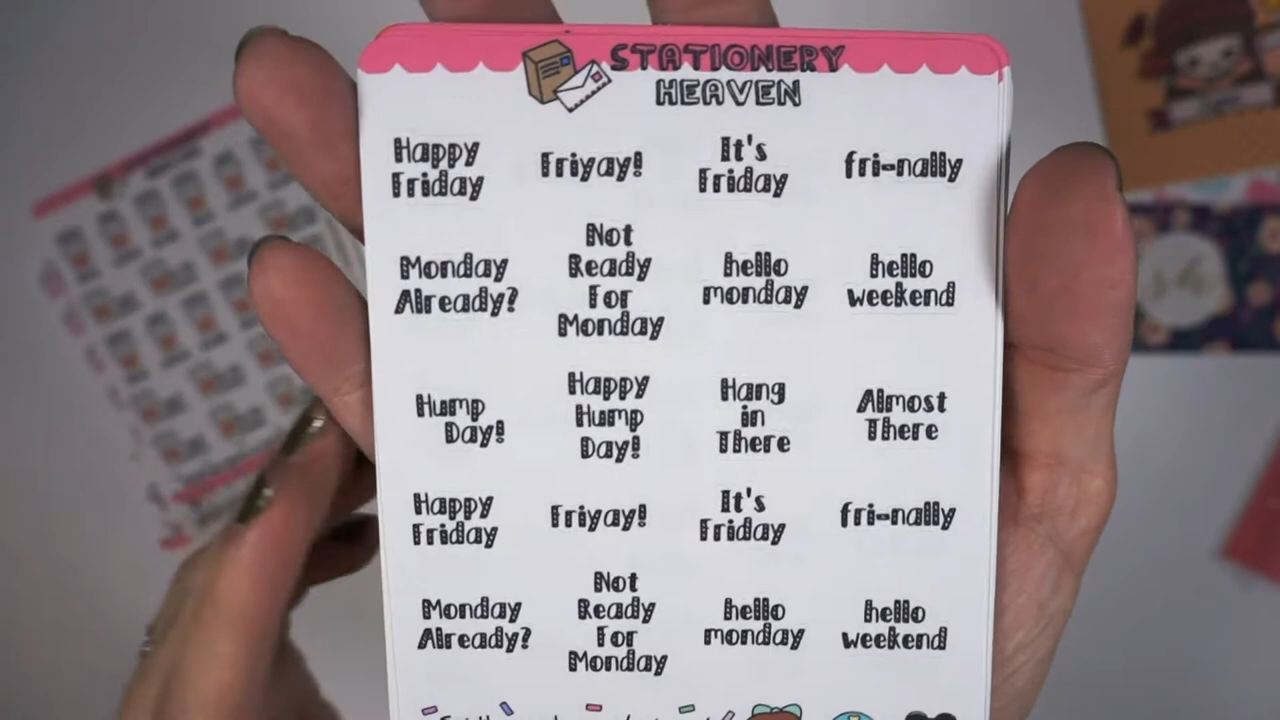 STATIONERY
HEAVEN
Happy
Friday
Friyay!
It's
Friday
fri-nally
Monday
Already?
Not
Ready
For
Monday
hello
monday
hello
weekend
Hump
Day!
Happy
Hump
Day!
Hang
in
There
Almost
There
Happy
Friday
Friyay!
It's
Friday
fri-nally
Monday
Already?
Not
Ready
For
Monday
hello
monday
hello
weekend